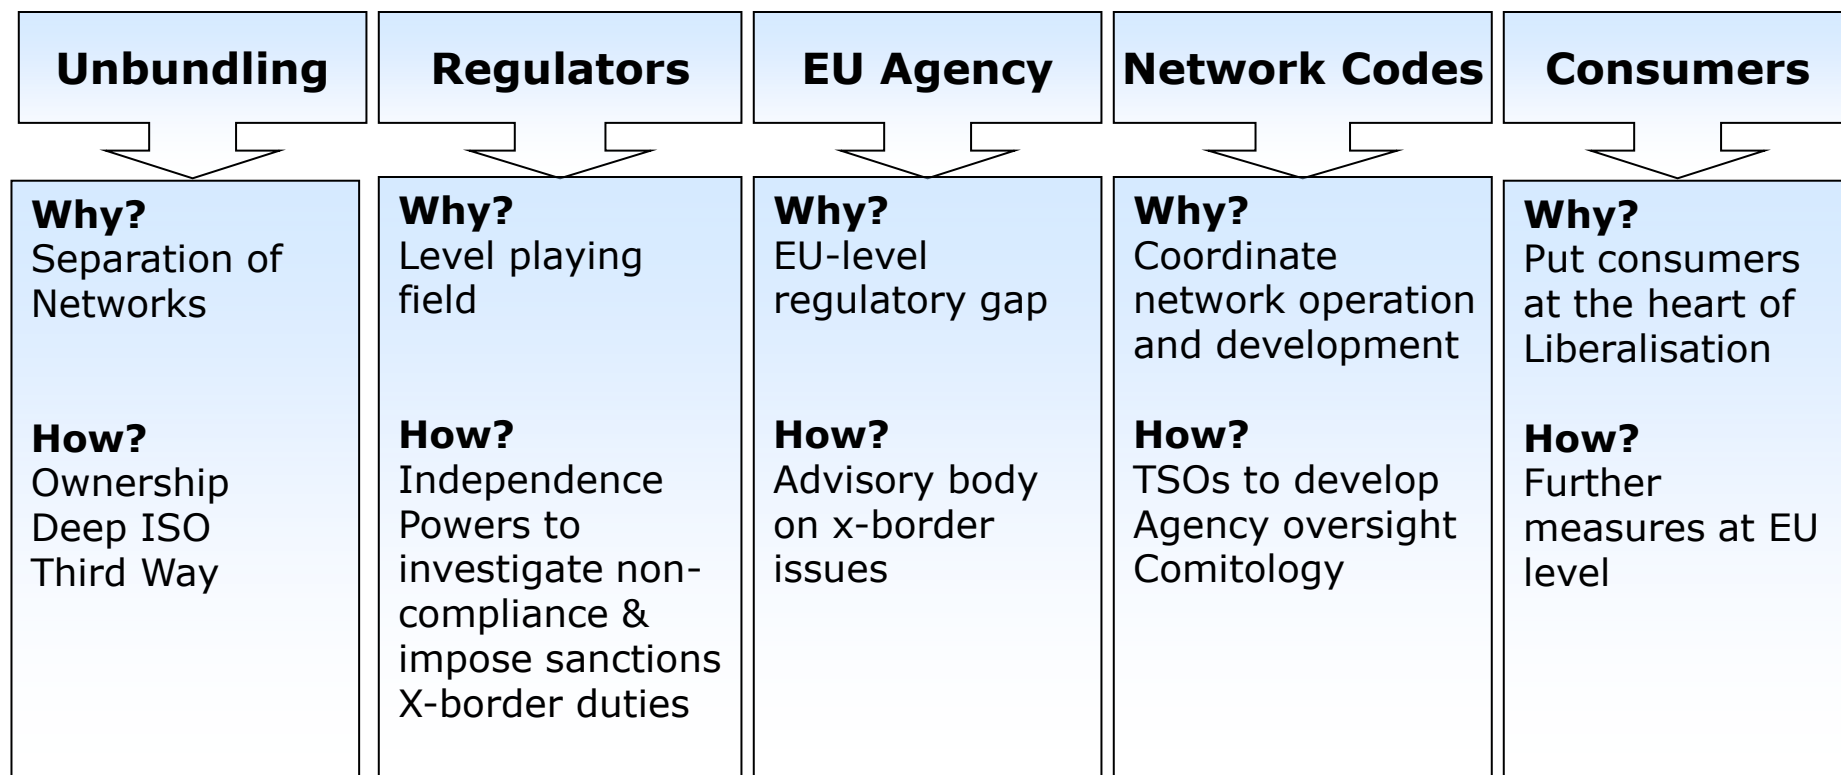 Unbundling
Regulators
EU Agency
Network Codes
Consumers
Why?
Separation of
Networks
How?
Ownership
Deep ISO
Third Way
Why?
Level playing
field
How?
Independence
Powers to
investigate non-
compliance &
impose sanctions
X-border duties
Why?
EU-level
regulatory gap
How?
Advisory body
on x-border
issues
Why?
Coordinate
network operation
and development
How?
TSOs to develop
Agency oversight
Comitology
Why?
Put consumers
at the heart of
Liberalisation
How?
Further
measures at EU
level